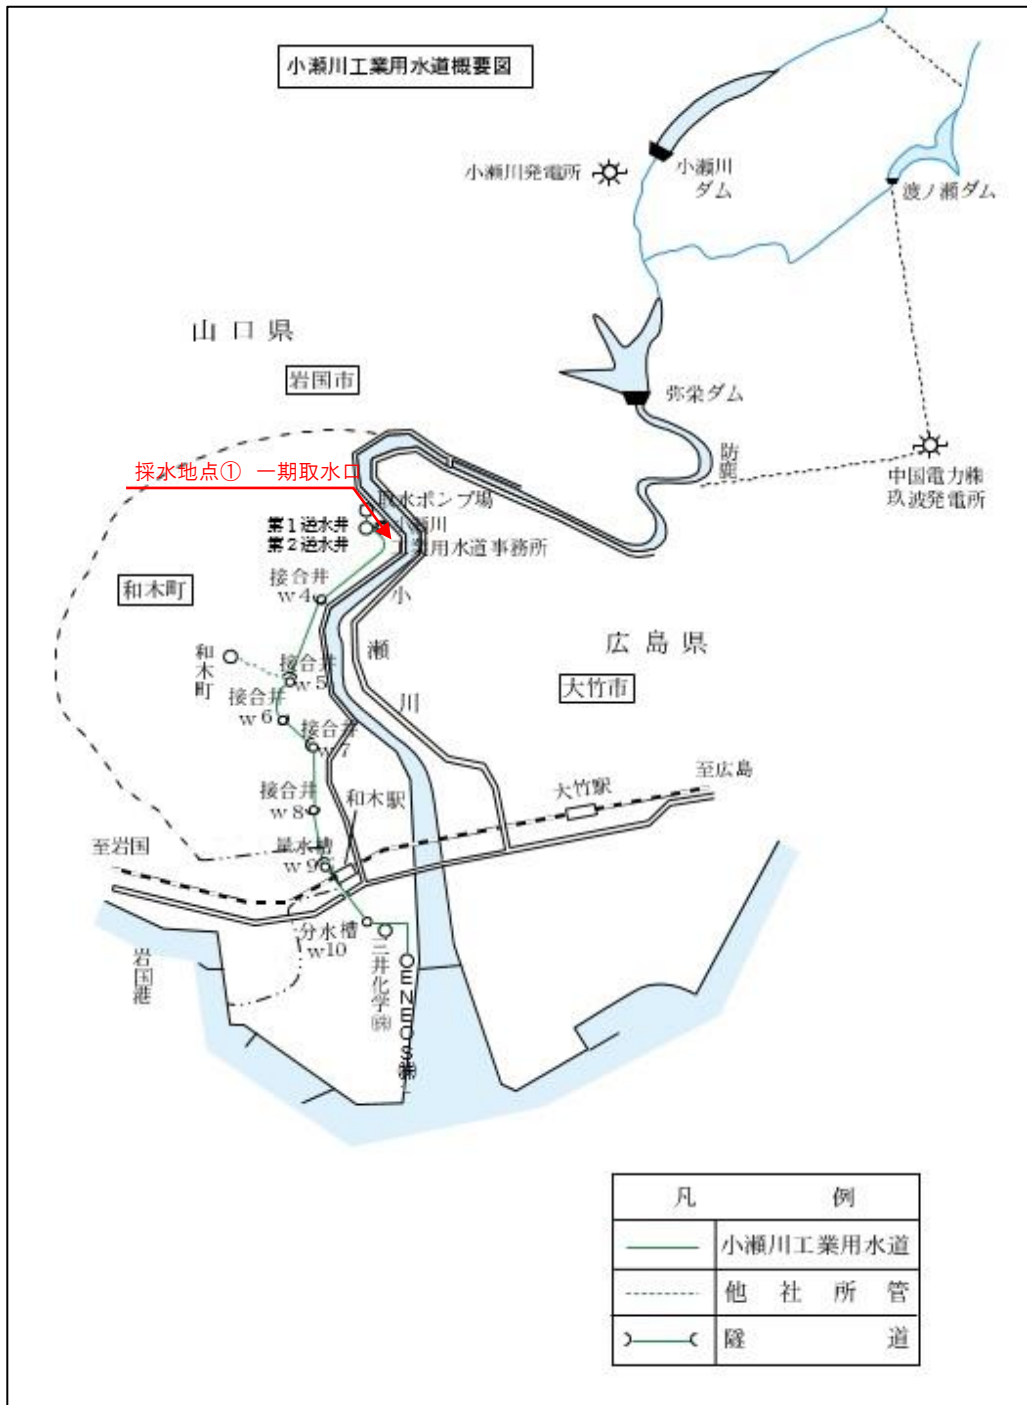 小瀬川工業用水道概要図
小瀬川発電所
小瀬川
ダム
渡ノ瀬ダム
山口県
岩国市
弥栄ダム
防鹿
中国電力㈱
玖波発電所
採水地点① 一期取水口
取水ポンプ場
第1送水井
第2送水井
小瀬川
工業用水道事務所
接合井
w4
和木町
小瀬川
広島県
大竹市
和木町
接合井
w5
接合井
w6
接合井
w7
接合井
w8
和木駅
大竹駅
至広島
至岩国
量水槽
w9
分水槽
w10
岩国港
三井化学㈱
ENEOS㈱
凡例
小瀬川工業用水道
他社所管
隧道